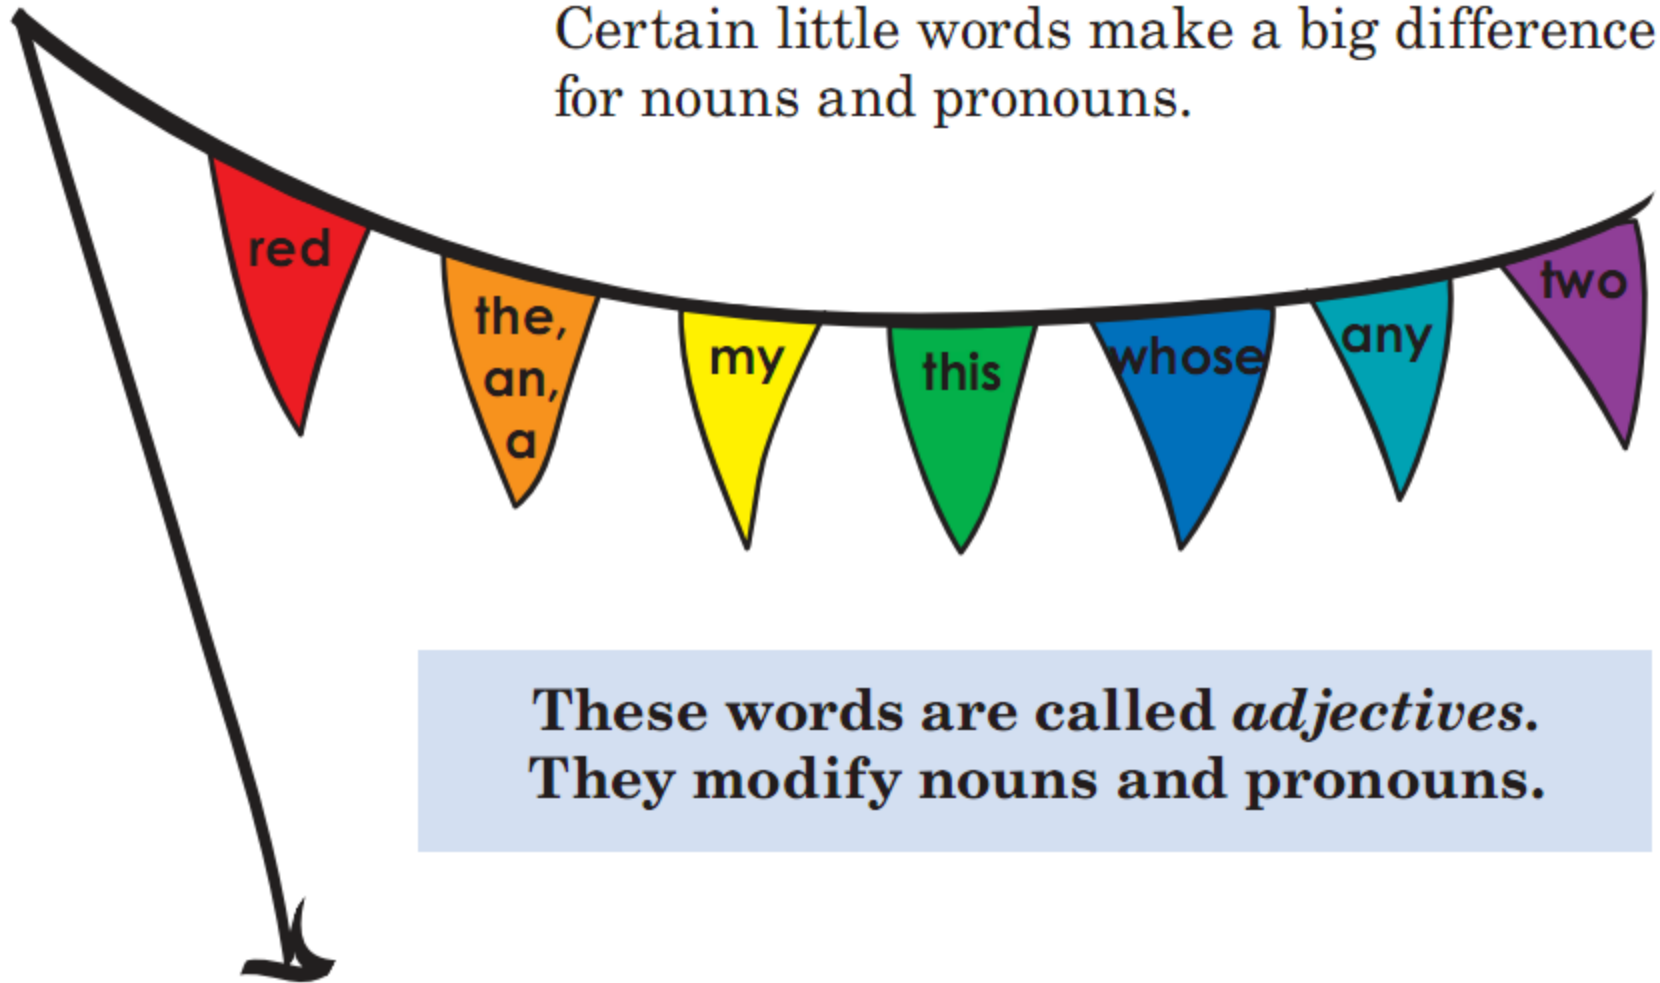 Certain little words make a big difference
for nouns and pronouns.
red
the,
an,
a
my
this
whose
any
two
These words are called adjectives.
They modify nouns and pronouns.